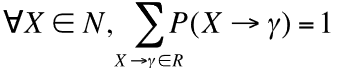 ∀X ∈ N, ∑_{X→γ∈R} P(X → γ) = 1